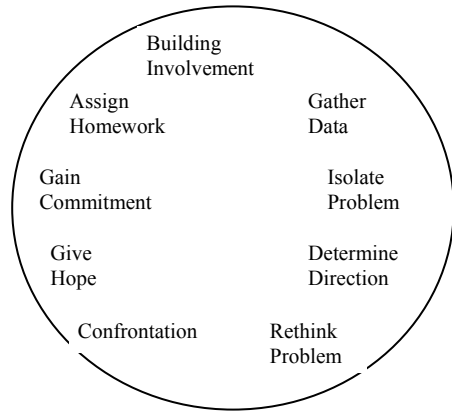 Building
Involvement
Assign
Homework
Gather
Data
Gain
Commitment
Isolate
Problem
Give
Hope
Determine
Direction
Confrontation
Rethink
Problem